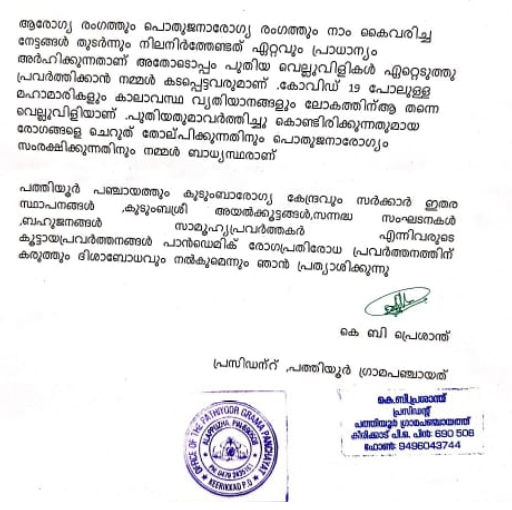 ആരോഗ്യ രംഗത്തും പൊതുജനാരോഗ്യ രംഗത്തും നാം കൈവരിച്ച
നേട്ടങ്ങൾ തുടർന്നും നിലനിർത്തേണ്ടത് ഏറ്റവും പ്രാധാന്യം
അർഹിക്കുന്നതാണ് അതോടൊപ്പം പുതിയ വെല്ലുവിളികൾ ഏറ്റെടുത്തു
പ്രവർത്തിക്കാൻ നമ്മൾ കടപ്പെട്ടവരുമാണ് .കോവിഡ് 19 പോലുള്ള
മഹാമാരികളും കാലാവസ്ഥ വ്യതിയാനങ്ങളും ലോകത്തിന്ആ തന്നെ
വെല്ലുവിളിയാണ് .പുതിയതുമാവർത്തിച്ചു കൊണ്ടിരിക്കുന്നതുമായ
രോഗങ്ങളെ ചെറുത് തോല്പിക്കുന്നതിനും പൊതുജനാരോഗ്യം
സംരക്ഷിക്കുന്നതിനും നമ്മൾ ബാധ്യസ്ഥരാണ്
പത്തിയൂർ പഞ്ചായത്തും കുടുംബാരോഗ്യ കേന്ദ്രവും സർക്കാർ ഇതര
സ്ഥാപനങ്ങൾ ,കുടുംബശ്രീ അയൽക്കൂട്ടങ്ങൾ,സന്നദ്ധ സംഘടനകൾ
,ബഹുജനങ്ങൾ സാമൂഹ്യപ്രവർത്തകർ എന്നിവരുടെ
കൂട്ടായപ്രവർത്തനങ്ങൾ പാൻഡെമിക് രോഗപ്രതിരോധ പ്രവർത്തനത്തിന്
കരുത്തും ദിശാബോധവും നൽകുമെന്നും ഞാൻ പ്രത്യാശിക്കുന്നു
കെ ബി പ്രെശാന്ത്
പ്രസിഡന്റ് ,പത്തിയൂർ ഗ്രാമപഞ്ചായത്
OFFICE OF THE PATHIYOOR GRAMA PANCHAYAT
KEERIKKAD P.O
കെ.ബി.പ്രശാന്ത്
പ്രസിഡന്റ്
പത്തിയൂർ ഗ്രാമപഞ്ചായത്ത്
കീരിക്കാട് പി.ഒ. പിൻ: 690 508
ഫോൺ: 9496043744